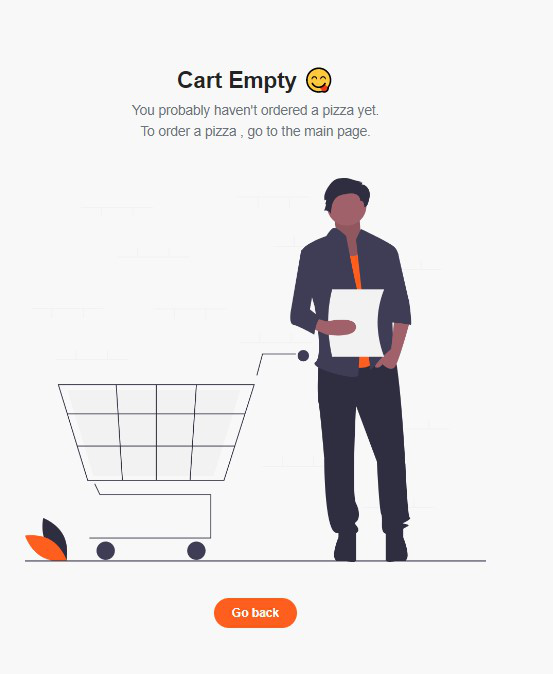 Cart Empty 😋
You probably haven't ordered a pizza yet.
To order a pizza , go to the main page.
Go back